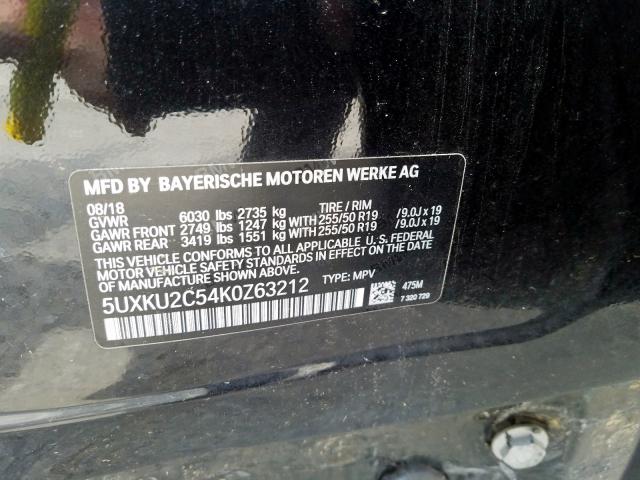 MFD BY BAYERISCHE MOTOREN WERKE AG
08/18 TIRE / RIM
GVWR 6030 lbs 2735 kg
GAWR FRONT 2749 lbs 1247 kg WITH 255/50 R19 / 9.0J x 19
GAWR REAR 3419 lbs 1551 kg WITH 255/50 R19 / 9.0J x 19
THIS VEHICLE CONFORMS TO ALL APPLICABLE U. S. FEDERAL
MOTOR VEHICLE SAFETY STANDARDS IN EFFECT ON THE DATE
OF MANUFACTURE SHOWN ABOVE.
5UXKU2C54K0Z63212 TYPE: MPV 475M
7 320 729